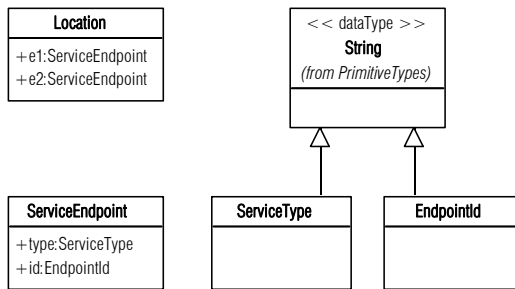 Location
+e1:ServiceEndpoint
+e2:ServiceEndpoint
<< dataType >>
String
(from PrimitiveTypes)
ServiceEndpoint
+type:ServiceType
+id:EndpointId
ServiceType
EndpointId